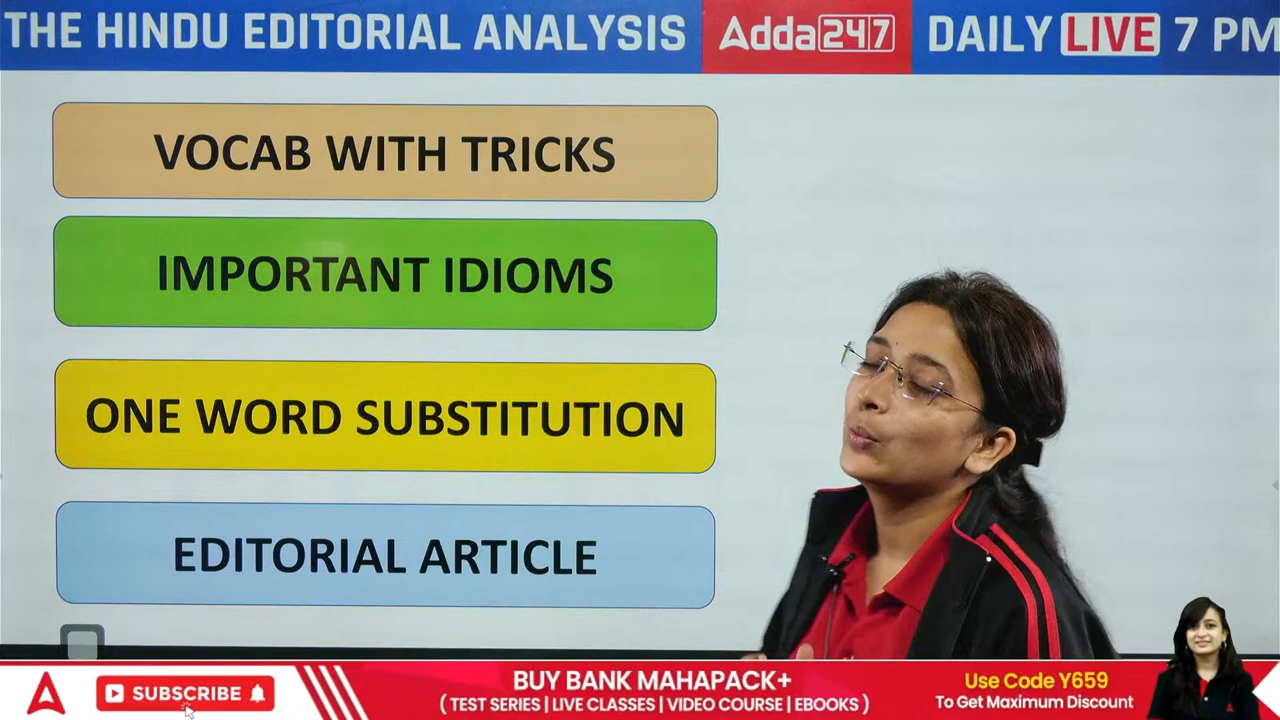 THE HINDU EDITORIAL ANALYSIS
Adda247
DAILY LIVE 7 PM
VOCAB WITH TRICKS
IMPORTANT IDIOMS
ONE WORD SUBSTITUTION
EDITORIAL ARTICLE
SUBSCRIBE
BUY BANK MAHAPACK+
( TEST SERIES | LIVE CLASSES | VIDEO COURSE | EBOOKS )
Use Code Y659
To Get Maximum Discount